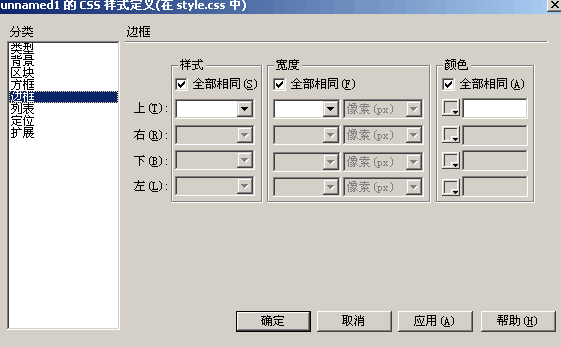 unnamed1 的 CSS 样式定义(在 style.css 中)
分类
边框
类型
背景
区块
方框
边框
列表
定位
扩展
样式
宽度
颜色
全部相同(S)
全部相同(F)
全部相同(A)
上(T):
像素(px)
右(R):
像素(px)
下(B):
像素(px)
左(L):
像素(px)
确定
取消
应用(A)
帮助(H)